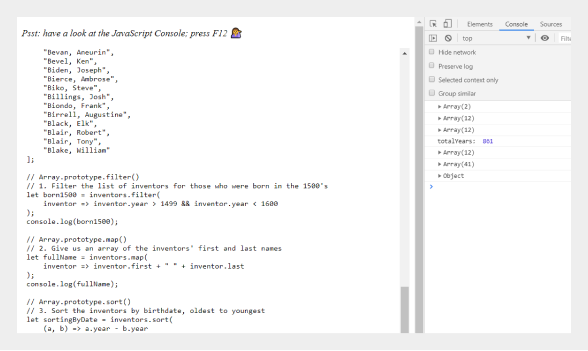 Psst: have a look at the JavaScript Console: press F12
"Bevan, Aneurin",
"Bevel, Ken",
"Biden, Joseph",
"Bierce, Ambrose",
"Biko, Steve",
"Billings, Josh",
"Biondo, Frank",
"Birrell, Augustine",
"Black, Elk",
"Blair, Robert",
"Blair, Tony",
"Blake, William"
];
// Array.prototype.filter()
// 1. Filter the list of inventors for those who were born in the 1500's
let born1500 = inventors.filter(
inventor => inventor.year > 1499 && inventor.year < 1600
);
console.log(born1500);
// Array.prototype.map()
// 2. Give us an array of the inventors' first and last names
let fullName = inventors.map(
inventor => inventor.first + " " + inventor.last
);
console.log(fullName);
// Array.prototype.sort()
// 3. Sort the inventors by birthdate, oldest to youngest
let sortingByDate = inventors.sort(
(a, b) => a.year - b.year
Elements Console Sources
top Filte
Hide network
Preserve log
Selected context only
Group similar
Array(2)
Array(12)
Array(12)
totalYears: 861
Array(12)
Array(41)
Object